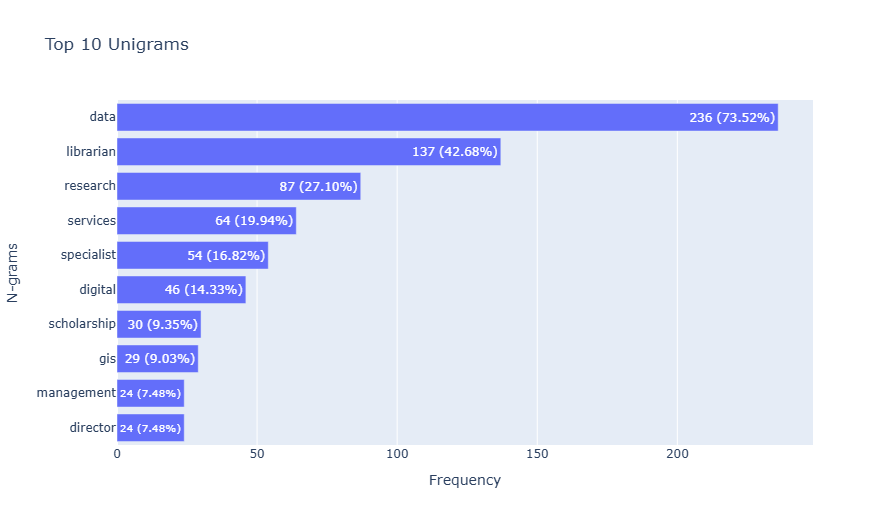 Top 10 Unigrams
N-grams
data 236 (73.52%)
librarian 137 (42.68%)
research 87 (27.10%)
services 64 (19.94%)
specialist 54 (16.82%)
digital 46 (14.33%)
scholarship 30 (9.35%)
gis 29 (9.03%)
management 24 (7.48%)
director 24 (7.48%)
0 50 100 150 200
Frequency